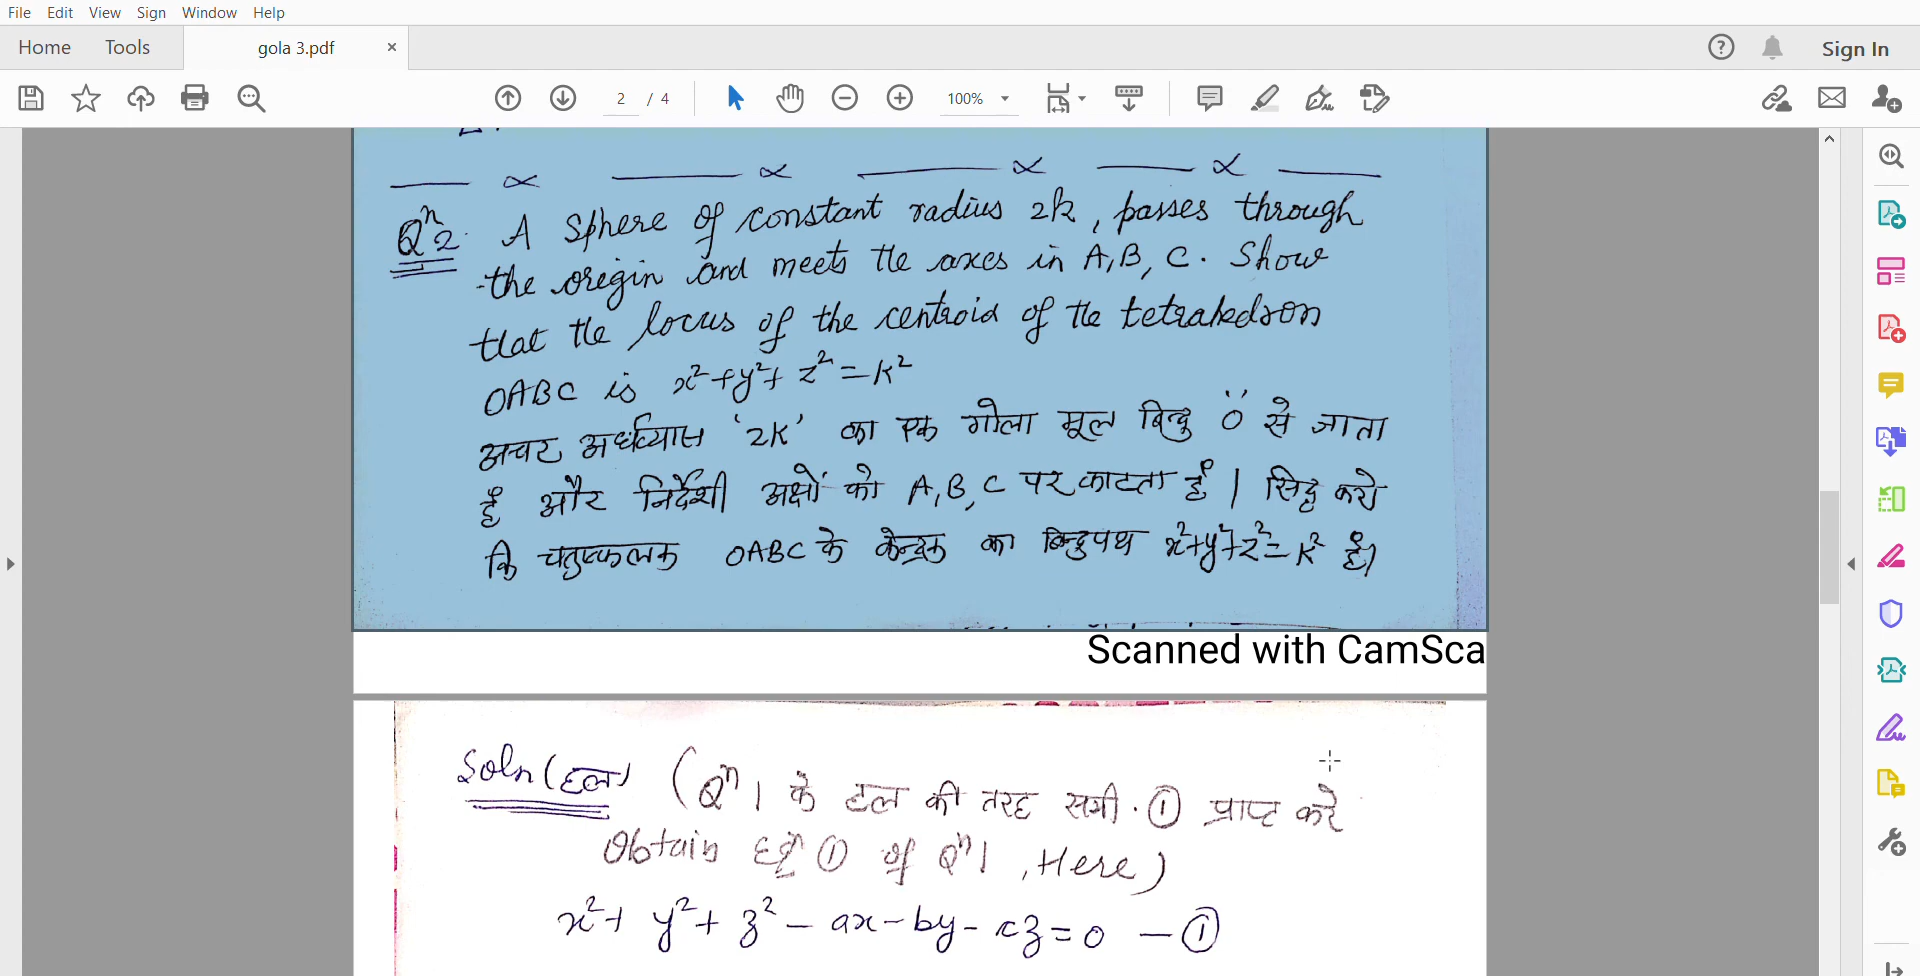 File Edit View Sign Window Help
Home Tools gola 3.pdf × Sign In
2 / 4 100%
α α α α
Qⁿ2. A sphere of constant radius 2k, passes through
the origin and meets the axes in A, B, C. Show
that the locus of the centroid of the tetrahedron
OABC is x²+y²+z²=k²
अचर अर्धव्यास '2K' का एक गोला मूल बिन्दु 'O' से जाता
है और निर्देशी अक्षों को A, B, C पर काटता है | सिद्ध करो
कि चतुष्फलक OABC के केन्द्रक का बिन्दुपथ x²+y²+z²=K² है|
Scanned with CamSca
Soln (हल) (Qⁿ1 के हल की तरह समी. ① प्राप्त करे
Obtain Eqⁿ ① of Qⁿ1, Here)
x²+y²+z²-ax-by-cz=0 —①